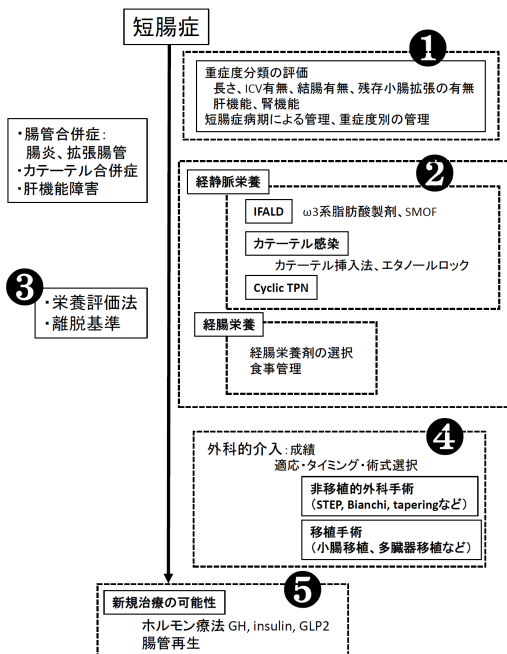 短腸症
❶
重症度分類の評価
長さ、ICV有無、結腸有無、残存小腸拡張の有無
肝機能、腎機能
短腸症病期による管理、重症度別の管理
・腸管合併症：
腸炎、拡張腸管
・カテーテル合併症
・肝機能障害
❷
経静脈栄養
IFALD ω3系脂肪酸製剤、SMOF
カテーテル感染
カテーテル挿入法、エタノールロック
Cyclic TPN
❸
・栄養評価法
・離脱基準
経腸栄養
経腸栄養剤の選択
食事管理
❹
外科的介入：成績
適応・タイミング・術式選択
非移植的外科手術
（STEP, Bianchi, taperingなど）
移植手術
（小腸移植、多臓器移植など）
❺
新規治療の可能性
ホルモン療法 GH, insulin, GLP2
腸管再生